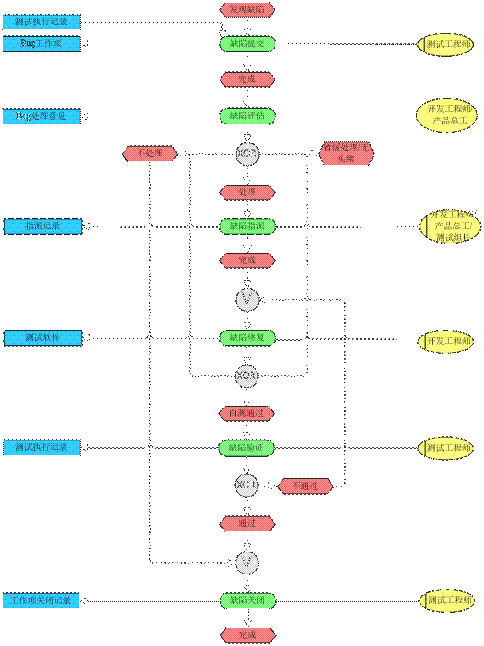 发现缺陷
测试执行记录
Bug工作项
缺陷提交
测试工程师
完成
Bug处理意见
缺陷评估
开发工程师/
产品总工
不处理
XOR
暂缓处理/无
头绪
处理
指派记录
缺陷指派
开发工程师/
产品总工/
测试组长
完成
V
测试软件
缺陷修复
开发工程师
XOR
自测通过
测试执行记录
缺陷验证
测试工程师
XOR
不通过
通过
V
工作项关闭记录
缺陷关闭
测试工程师
完成